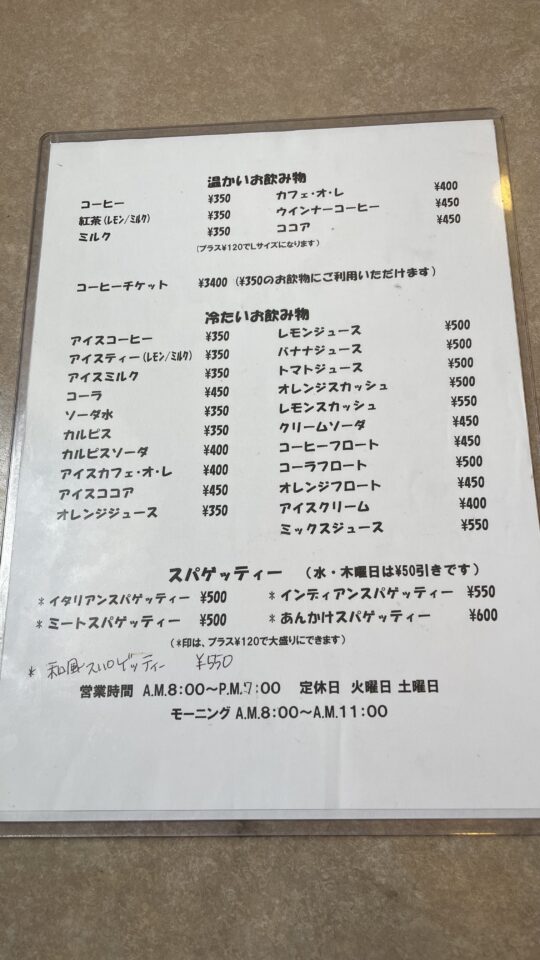 温かいお飲み物
コーヒー ¥350 カフェ・オ・レ ¥400
紅茶(レモン/ミルク) ¥350 ウインナーコーヒー ¥450
ミルク ¥350 ココア ¥450
(プラス¥120でLサイズになります)
コーヒーチケット ¥3400 (¥350のお飲物にご利用いただけます)
冷たいお飲み物
アイスコーヒー ¥350 レモンジュース ¥500
アイスティー(レモン/ミルク) ¥350 バナナジュース ¥500
アイスミルク ¥350 トマトジュース ¥500
コーラ ¥450 オレンジスカッシュ ¥500
ソーダ水 ¥350 レモンスカッシュ ¥550
カルピス ¥350 クリームソーダ ¥450
カルピスソーダ ¥400 コーヒーフロート ¥450
アイスカフェ・オ・レ ¥400 コーラフロート ¥500
アイスココア ¥450 オレンジフロート ¥450
オレンジジュース ¥350 アイスクリーム ¥400
ミックスジュース ¥550
スパゲッティー (水・木曜日は¥50引きです)
*イタリアンスパゲッティー ¥500 *インディアンスパゲッティー ¥550
*ミートスパゲッティー ¥500 *あんかけスパゲッティー ¥600
(*印は、プラス¥120で大盛りにできます)
* 和風スパゲッティー ¥550
営業時間 A.M.8:00~P.M.7:00 定休日 火曜日 土曜日
モーニング A.M.8:00~A.M.11:00